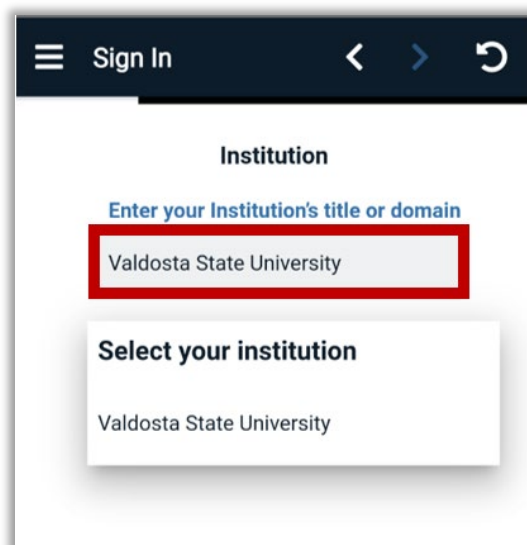 Sign In
Institution
Enter your Institution's title or domain
Valdosta State University
Select your institution
Valdosta State University